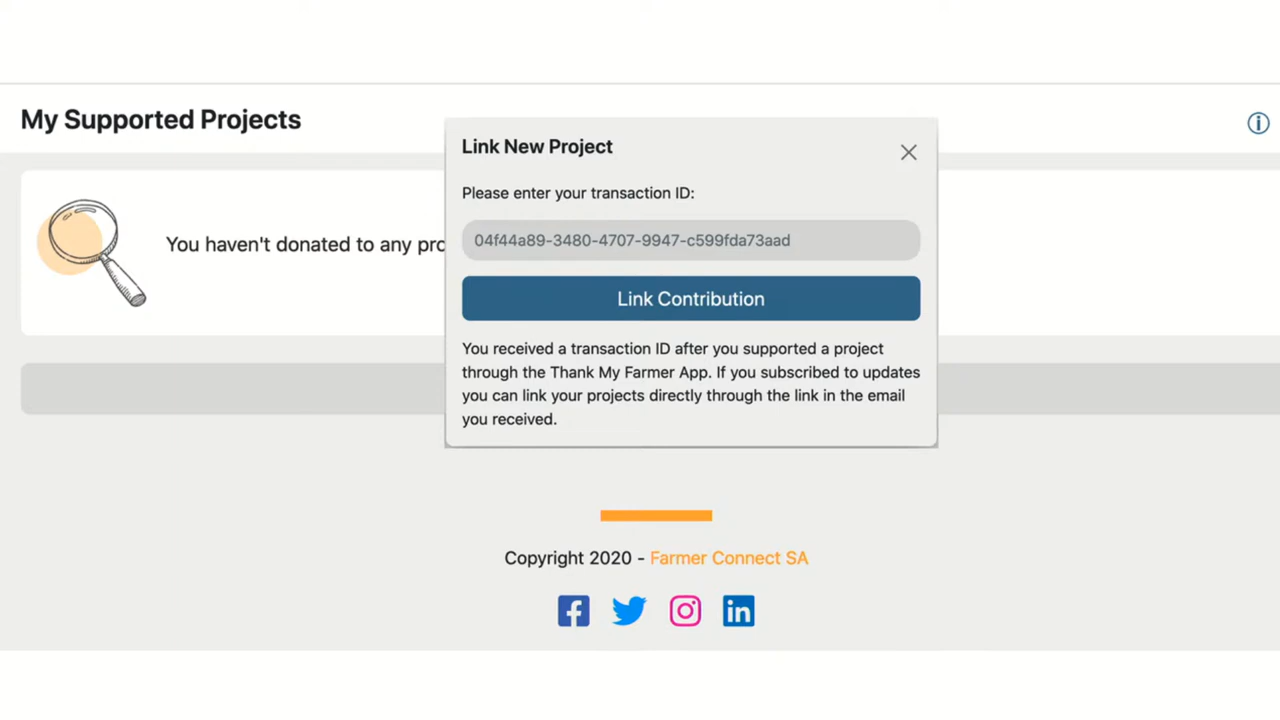 My Supported Projects
Link New Project
Please enter your transaction ID:
You haven't donated to any pro
04f44a89-3480-4707-9947-c599fda73aad
Link Contribution
You received a transaction ID after you supported a project
through the Thank My Farmer App. If you subscribed to updates
you can link your projects directly through the link in the email
you received.
Copyright 2020 - Farmer Connect SA